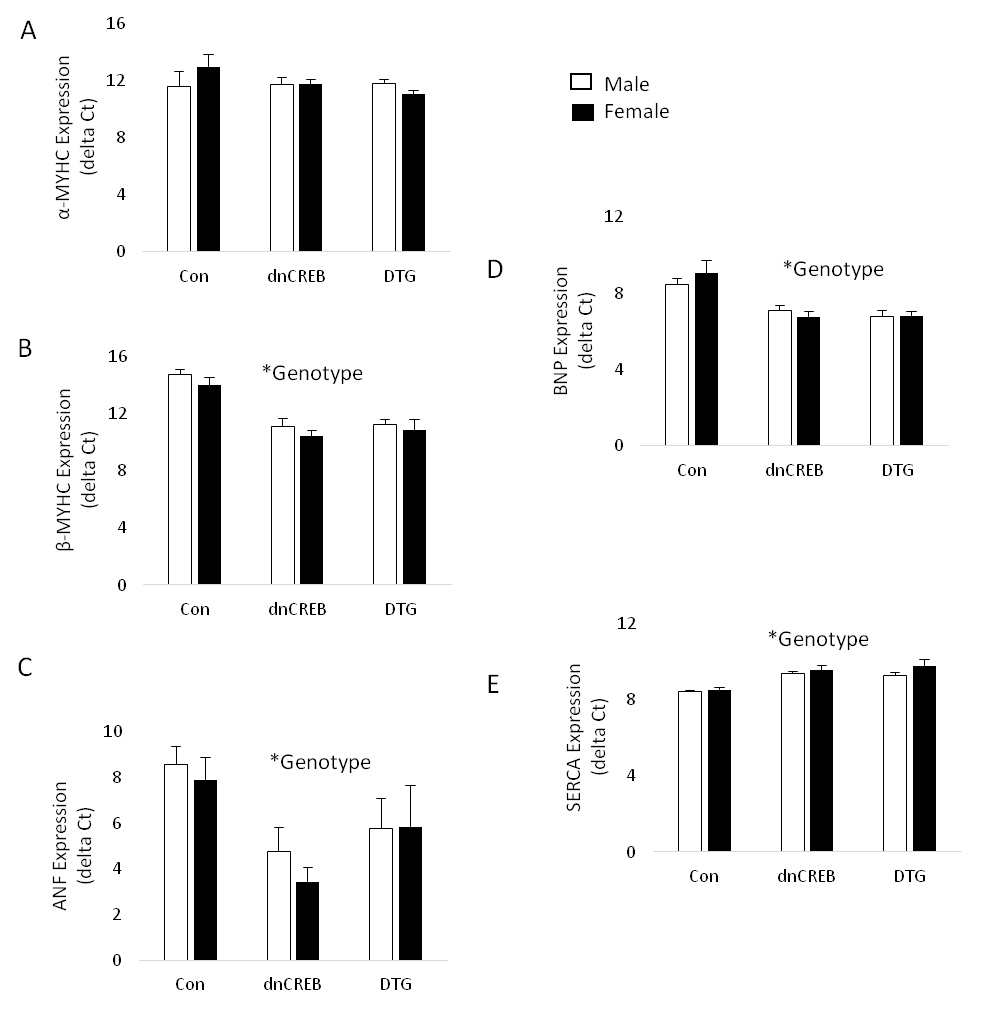 A
α-MYHC Expression
(delta Ct)
16
12
8
4
0
Con dnCREB DTG
Male
Female
B
β-MYHC Expression
(delta Ct)
16
12
8
4
0
*Genotype
Con dnCREB DTG
C
ANF Expression
(delta Ct)
10
8
6
4
2
0
*Genotype
Con dnCREB DTG
D
BNP Expression
(delta Ct)
12
8
4
0
*Genotype
Con dnCREB DTG
E
SERCA Expression
(delta Ct)
12
8
4
0
*Genotype
Con dnCREB DTG